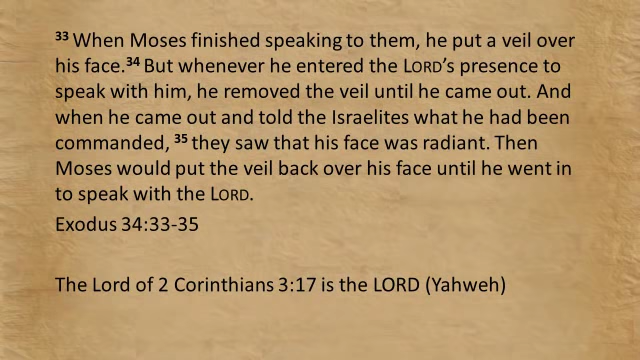 ³³ When Moses finished speaking to them, he put a veil over
his face.³⁴ But whenever he entered the LORD’s presence to
speak with him, he removed the veil until he came out. And
when he came out and told the Israelites what he had been
commanded, ³⁵ they saw that his face was radiant. Then
Moses would put the veil back over his face until he went in
to speak with the LORD.
Exodus 34:33-35
The Lord of 2 Corinthians 3:17 is the LORD (Yahweh)